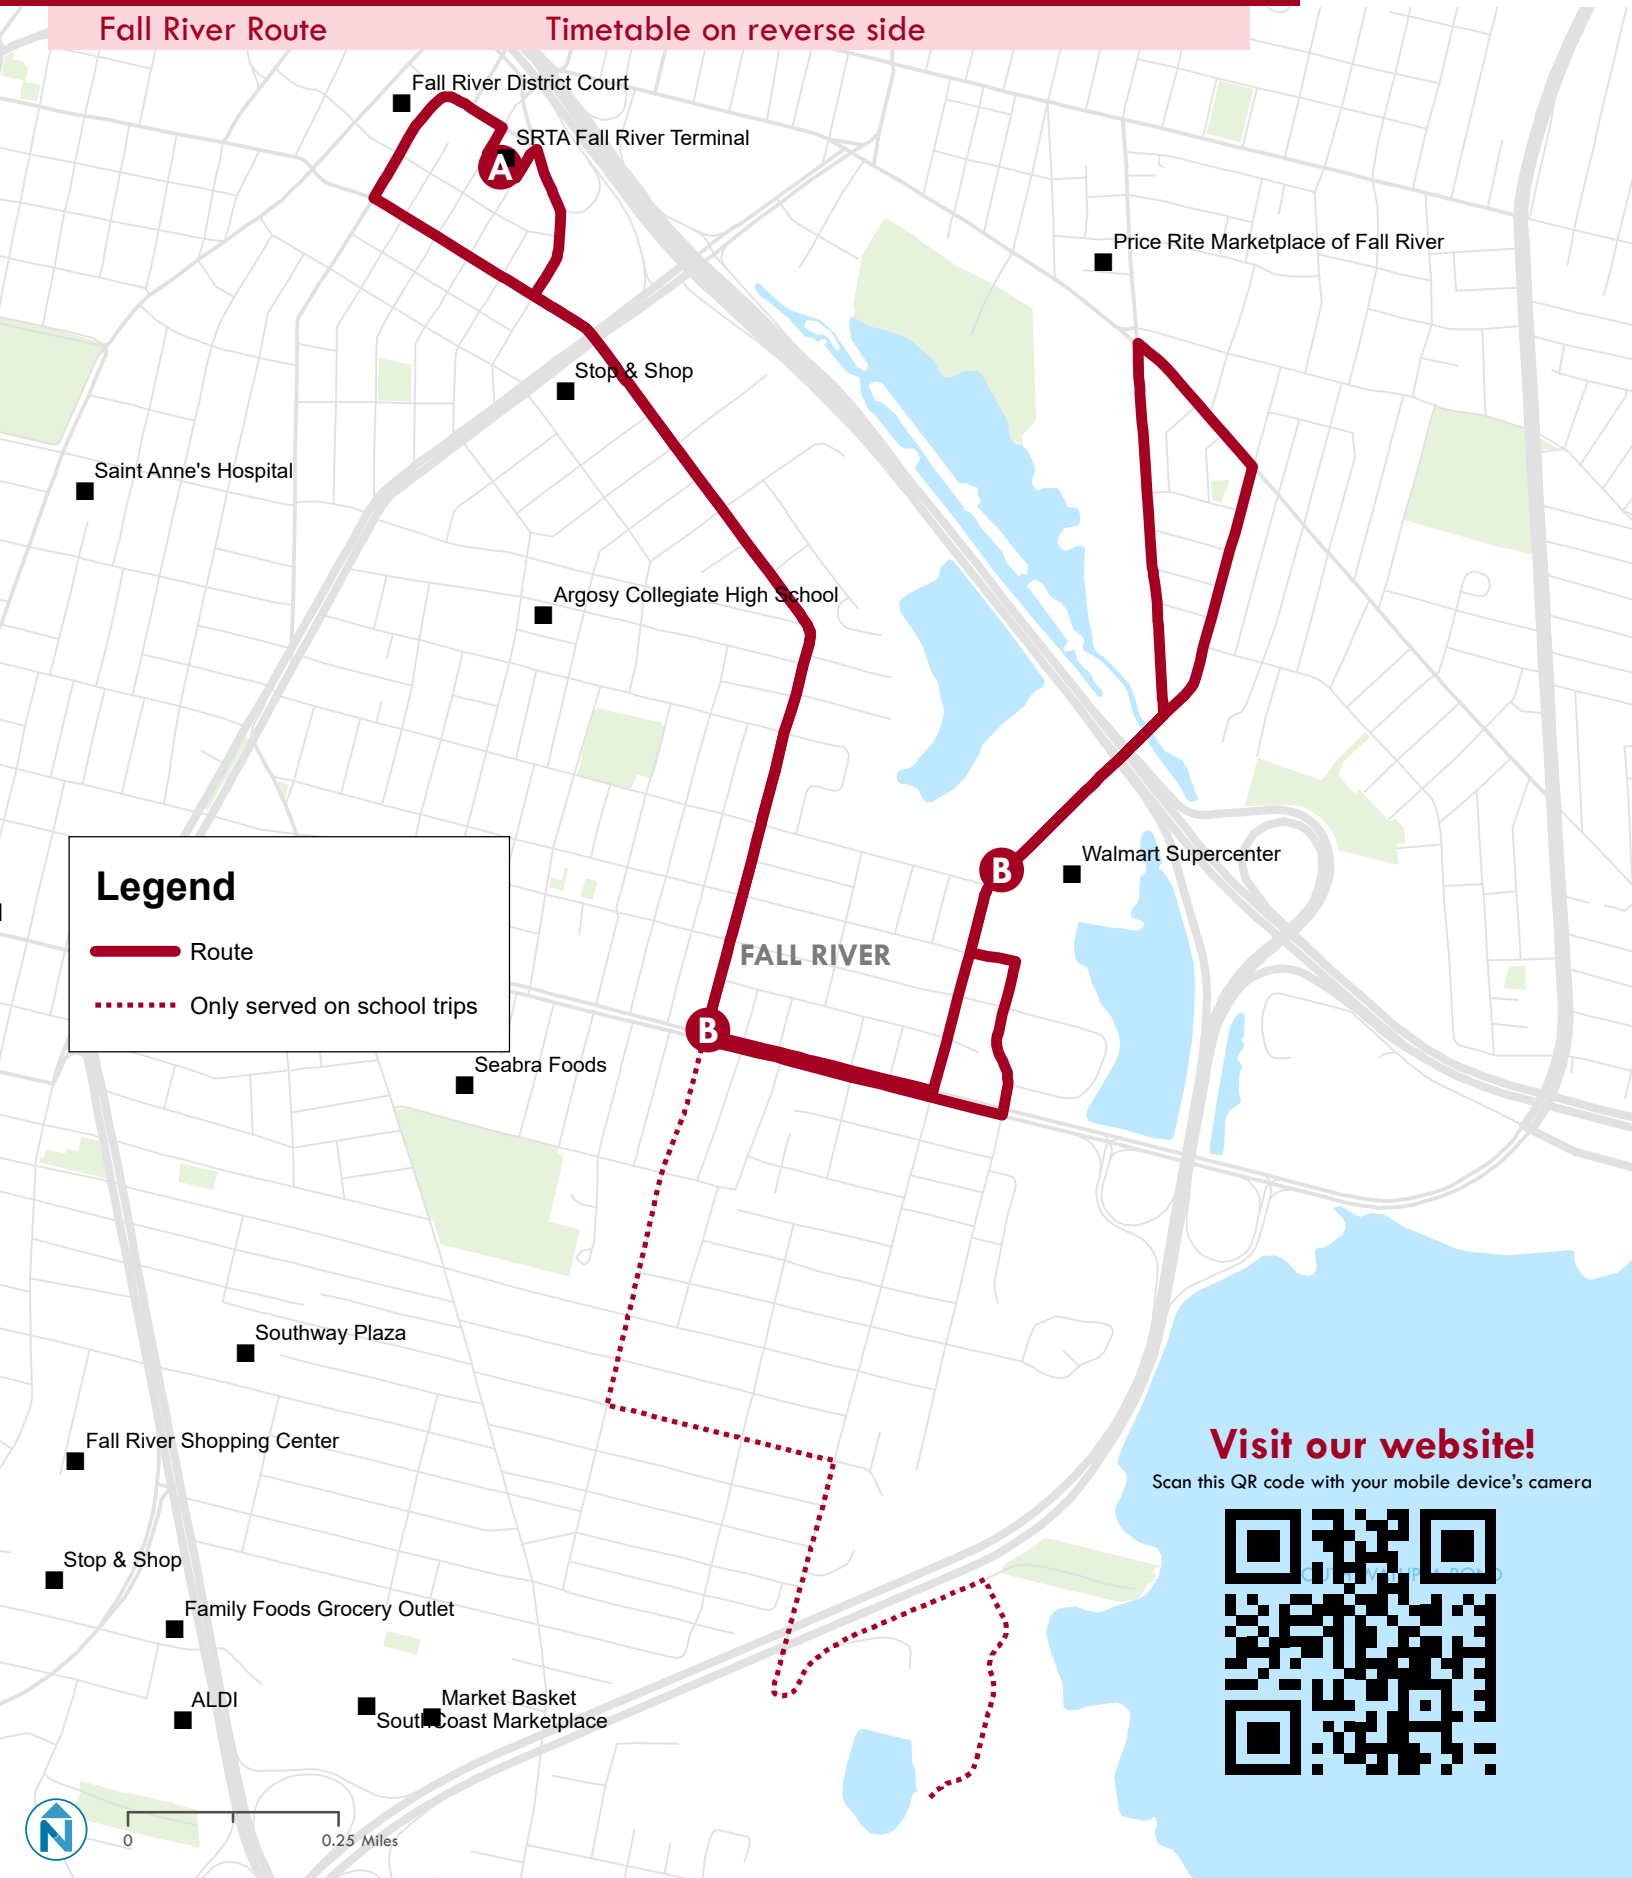 Fall River Route
Timetable on reverse side
Fall River District Court
SRTA Fall River Terminal
A
Price Rite Marketplace of Fall River
Stop & Shop
Saint Anne's Hospital
Argosy Collegiate High School
Walmart Supercenter
B
Legend
Route
Only served on school trips
FALL RIVER
B
Seabra Foods
Southway Plaza
Fall River Shopping Center
Visit our website!
Scan this QR code with your mobile device's camera
Stop & Shop
Family Foods Grocery Outlet
ALDI
Market Basket
SouthCoast Marketplace
N
0
0.25 Miles